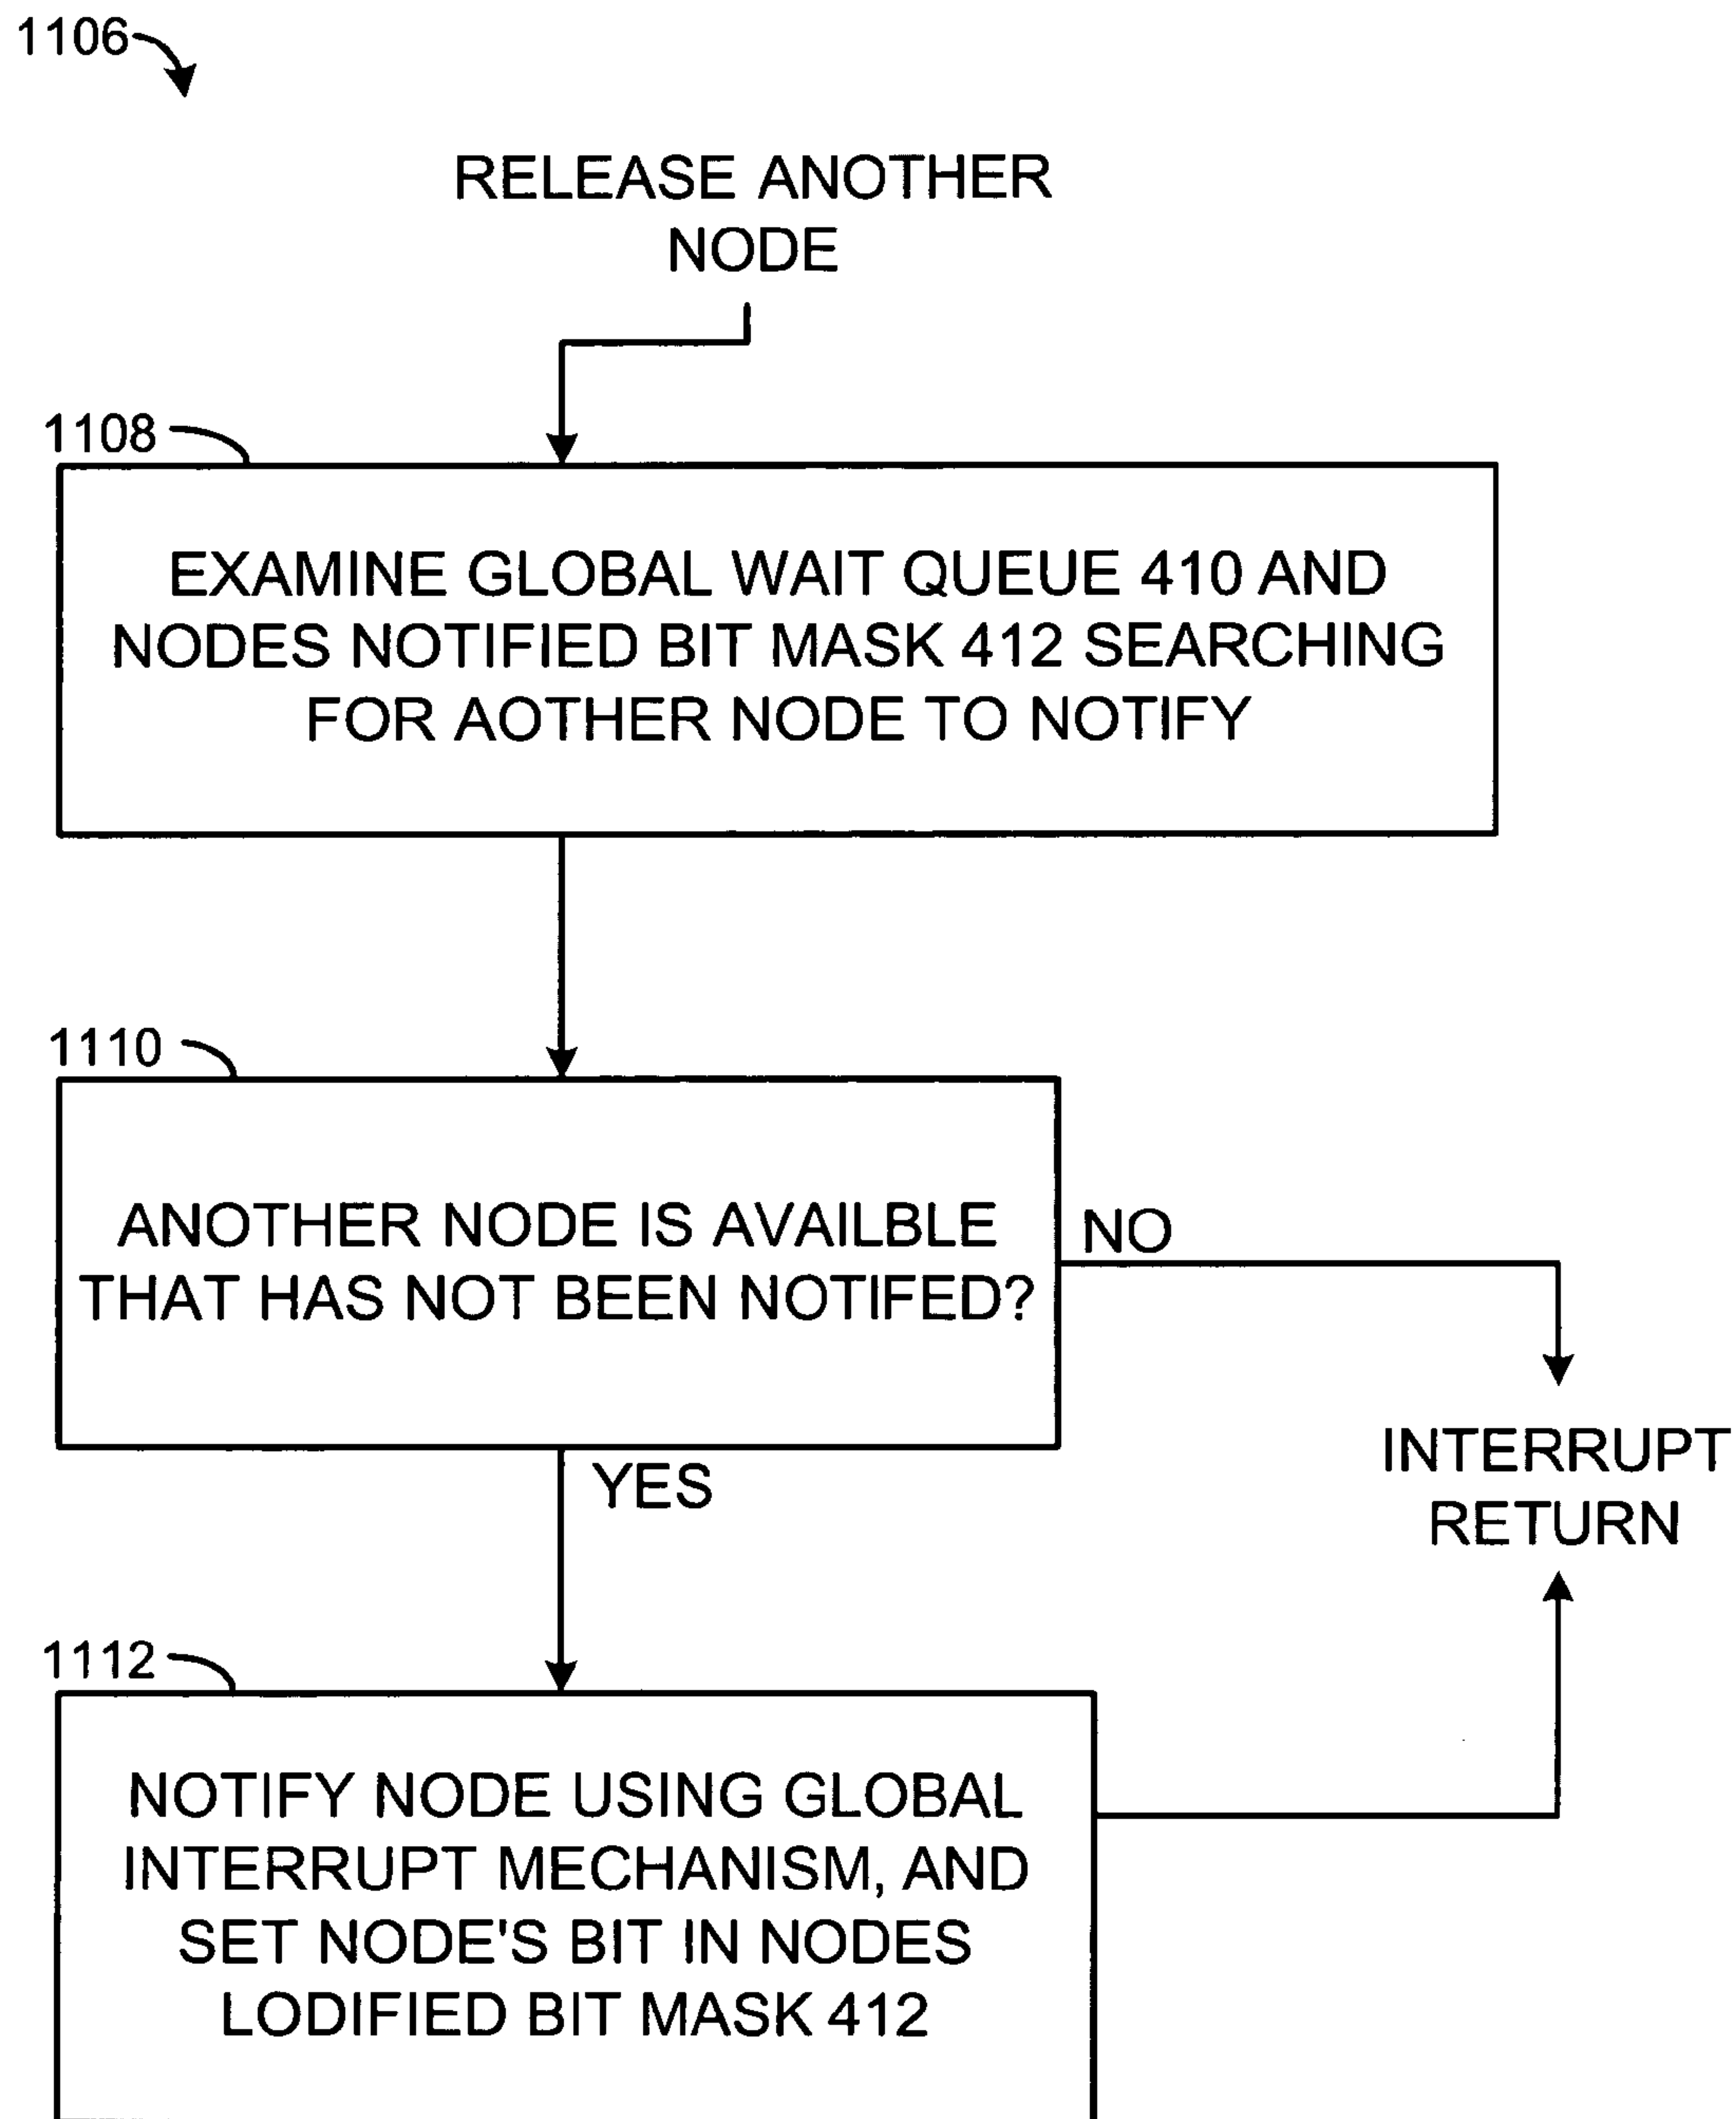 1106
RELEASE ANOTHER
NODE
1108
EXAMINE GLOBAL WAIT QUEUE 410 AND
NODES NOTIFIED BIT MASK 412 SEARCHING
FOR AOTHER NODE TO NOTIFY
1110
ANOTHER NODE IS AVAILBLE
THAT HAS NOT BEEN NOTIFED?
NO
INTERRUPT
RETURN
YES
1112
NOTIFY NODE USING GLOBAL
INTERRUPT MECHANISM, AND
SET NODE'S BIT IN NODES
LODIFIED BIT MASK 412